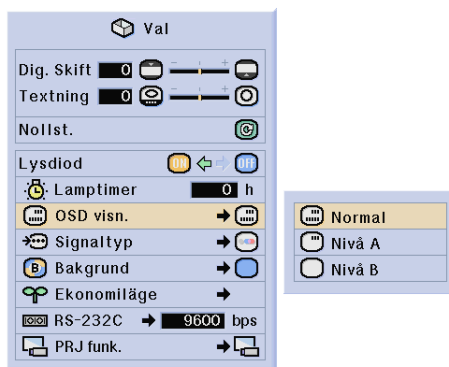 Val
Dig. Skift 0 - +
Textning 0 - +
Nollst.
Lysdiod ON OFF
Lamptimer 0 h
OSD visn.
Signaltyp
B Bakgrund
Ekonomiläge
RS-232C 9600 bps
PRJ funk.
Normal
Nivå A
Nivå B